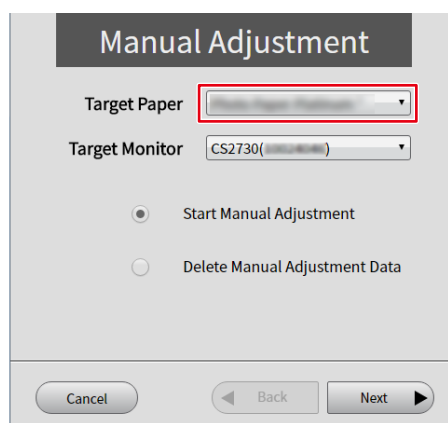 Manual Adjustment
Target Paper
Target Monitor CS2730( )
Start Manual Adjustment
Delete Manual Adjustment Data
Cancel Back Next